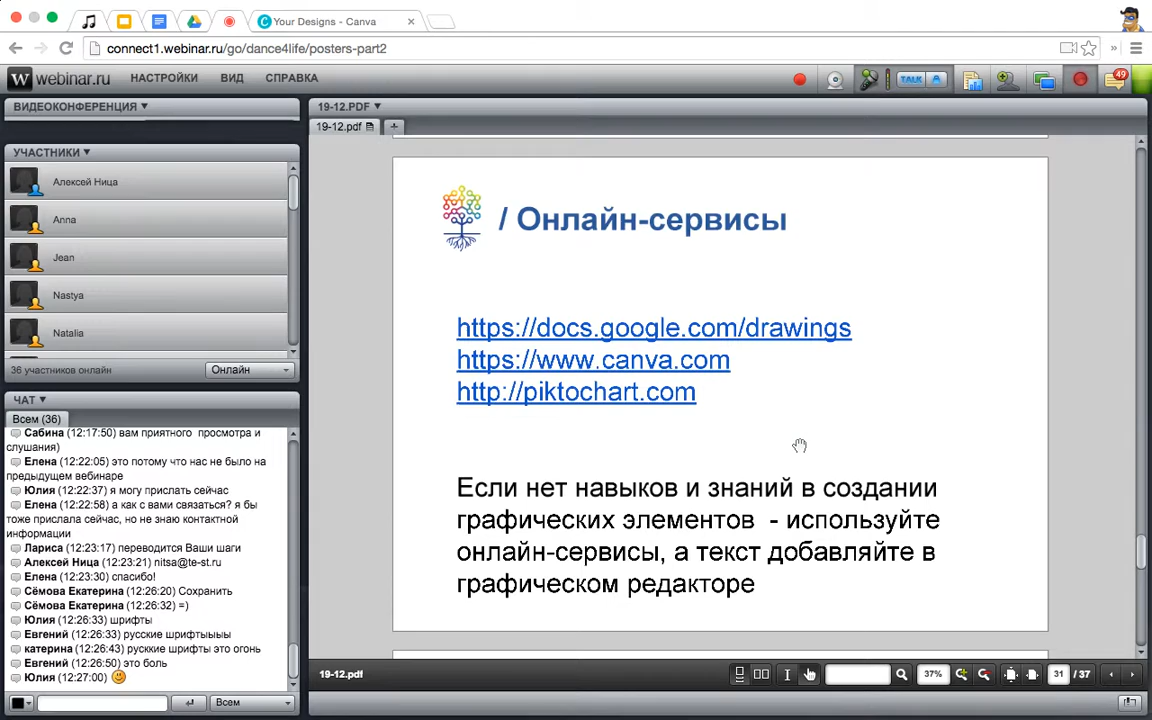 Your Designs - Canva
connect1.webinar.ru/go/dance4life/posters-part2
W webinar.ru НАСТРОЙКИ ВИД СПРАВКА
TALK
49
ВИДЕОКОНФЕРЕНЦИЯ
УЧАСТНИКИ
Алексей Ница
Anna
Jean
Nastya
Natalia
36 участников онлайн
Онлайн
ЧАТ
Всем (36)
Сабина (12:17:50) вам приятного просмотра и
слушания)
Елена (12:22:05) это потому что нас не было на
предыдущем вебинаре
Юлия (12:22:37) я могу прислать сейчас
Елена (12:22:58) а как с вами связаться? я бы
тоже прислала сейчас, но не знаю контактной
информации
Лариса (12:23:17) переводится Ваши шаги
Алексей Ница (12:23:21) nitsa@te-st.ru
Елена (12:23:30) спасибо!
Сёмова Екатерина (12:26:20) Сохранить
Сёмова Екатерина (12:26:32) =)
Юлия (12:26:33) шрифты
Евгений (12:26:33) русские шрифтыыыы
катерина (12:26:43) русккие шрифты это огонь
Евгений (12:26:50) это боль
Юлия (12:27:00)
Всем
19-12.PDF
19-12.pdf
/ Онлайн-сервисы
https://docs.google.com/drawings
https://www.canva.com
http://piktochart.com
Если нет навыков и знаний в создании
графических элементов - используйте
онлайн-сервисы, а текст добавляйте в
графическом редакторе
19-12.pdf
37%
31 / 37